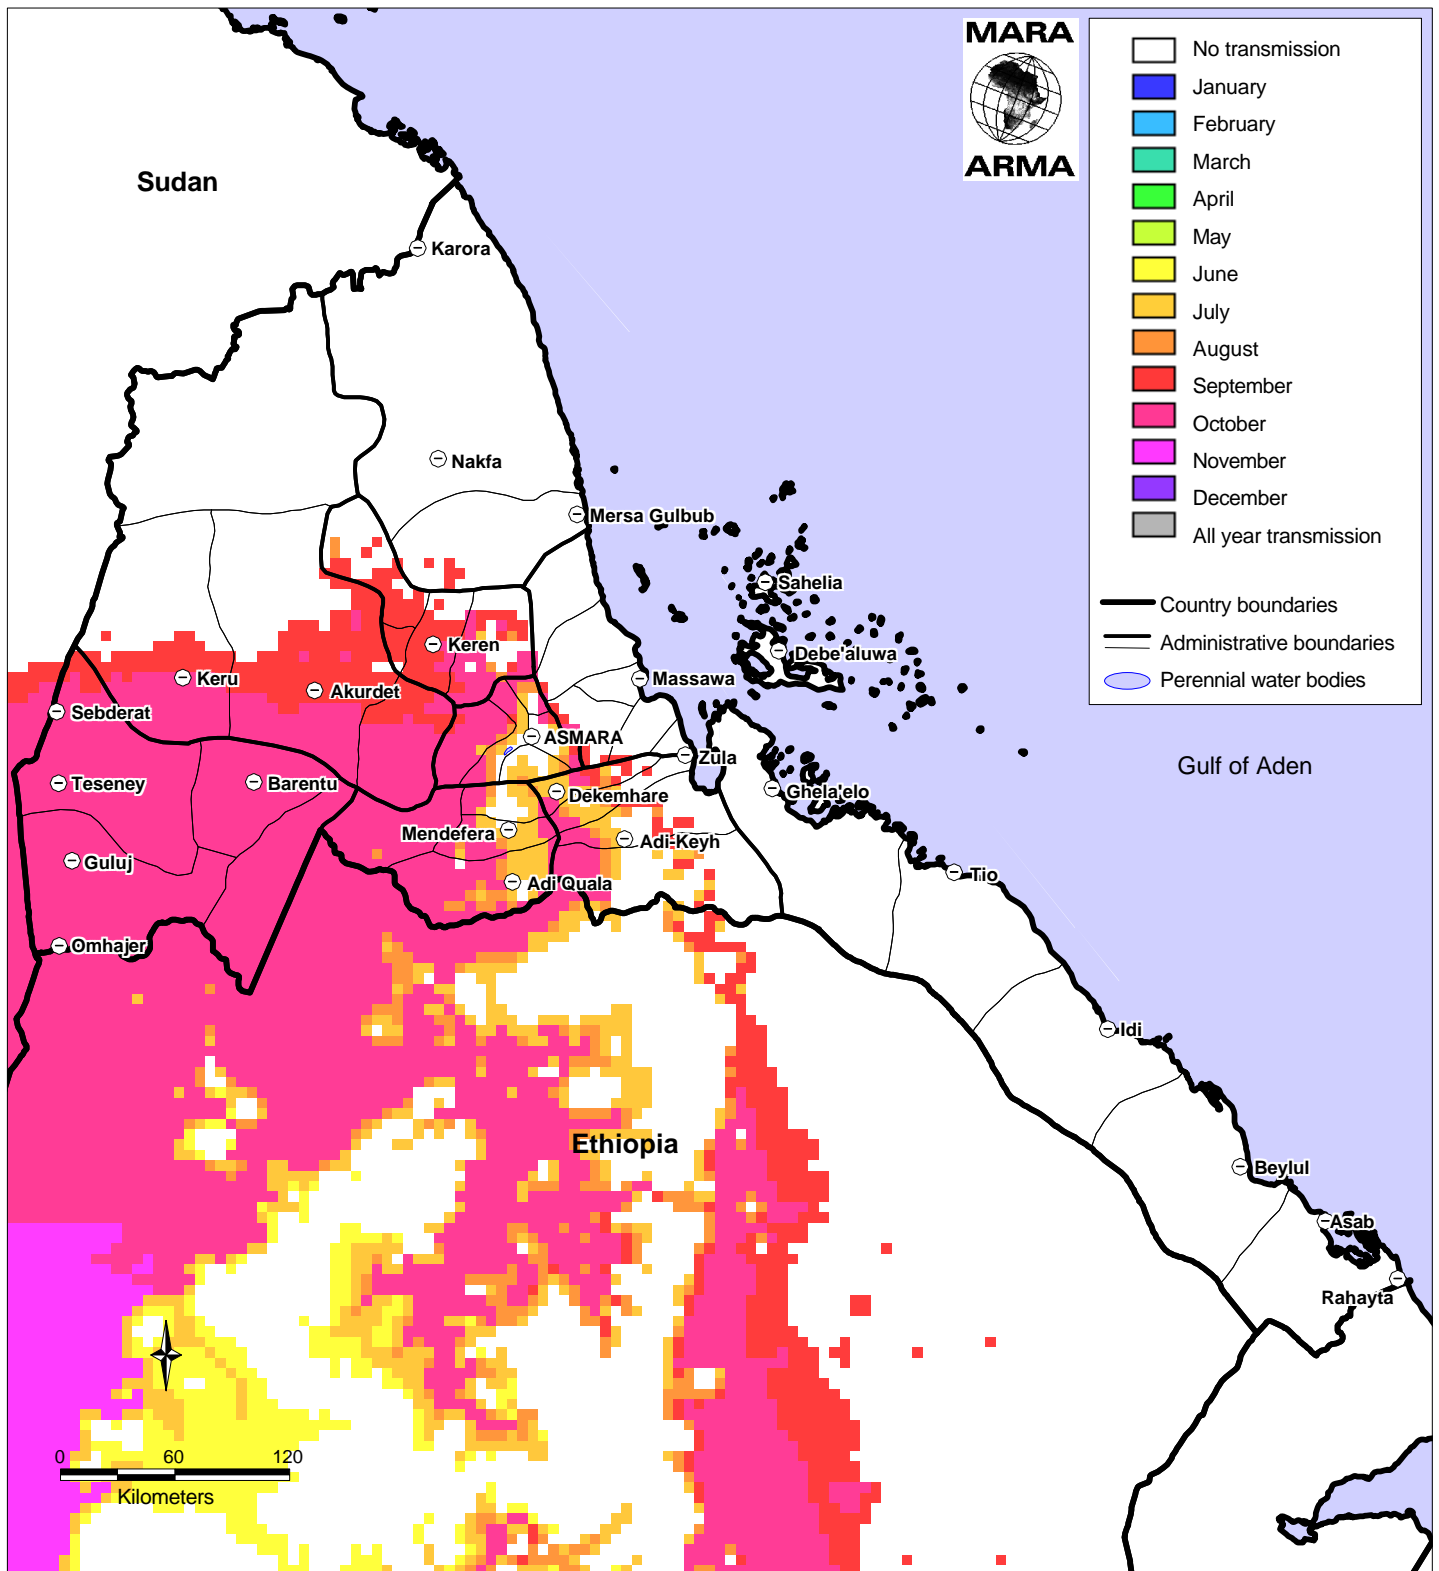 MARA
ARMA
No transmission
January
February
March
April
May
June
July
August
September
October
November
December
All year transmission
Country boundaries
Administrative boundaries
Perennial water bodies
Sudan
Karora
Nakfa
Mersa Gulbub
Sahelia
Keren
Debe'aluwa
Keru
Akurdet
Massawa
Sebderat
ASMARA
Zula
Gulf of Aden
Teseney
Barentu
Dekemhare
Ghela'elo
Mendefera
Adi-Keyh
Guluj
Adi Quala
Tio
Omhajer
Idi
Ethiopia
Beylul
Asab
Rahayta
0 60 120
Kilometers